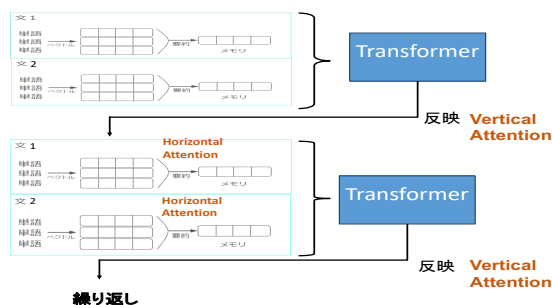 文 1
単語
単語
単語
ベクトル
要約
メモリ
文 2
単語
単語
単語
ベクトル
要約
メモリ
Transformer
反映 Vertical
Attention
文 1
Horizontal
Attention
単語
単語
単語
ベクトル
要約
メモリ
文 2
Horizontal
Attention
単語
単語
単語
ベクトル
要約
メモリ
Transformer
反映 Vertical
Attention
繰り返し